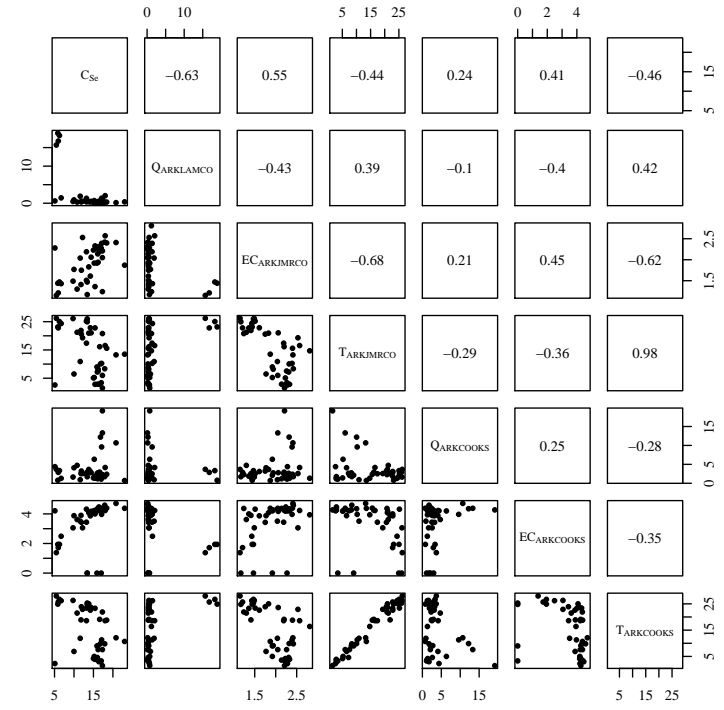 0 10 5 15 25 0 2 4
C_Se −0.63 0.55 −0.44 0.24 0.41 −0.46 5 15
0 10 Q_ARKLAMCO −0.43 0.39 −0.1 −0.4 0.42
EC_ARKJMRCO −0.68 0.21 0.45 −0.62 1.5 2.5
5 15 25 T_ARKJMRCO −0.29 −0.36 0.98
Q_ARKCOOKS 0.25 −0.28 0 5 15
0 2 4 EC_ARKCOOKS −0.35
T_ARKCOOKS 5 15 25
5 15 1.5 2.5 0 5 15 5 15 25